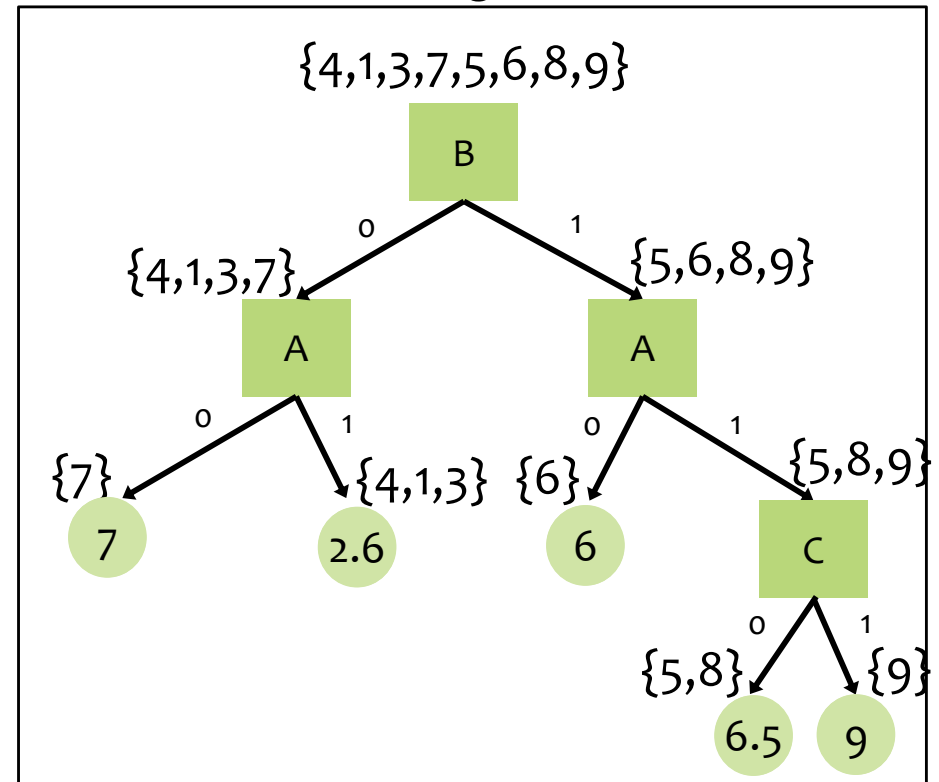 {4,1,3,7,5,6,8,9}
B
0 1
{4,1,3,7} {5,6,8,9}
A A
0 1 0 1
{7} {4,1,3} {6} {5,8,9}
7 2.6 6 C
0 1
{5,8} {9}
6.5 9